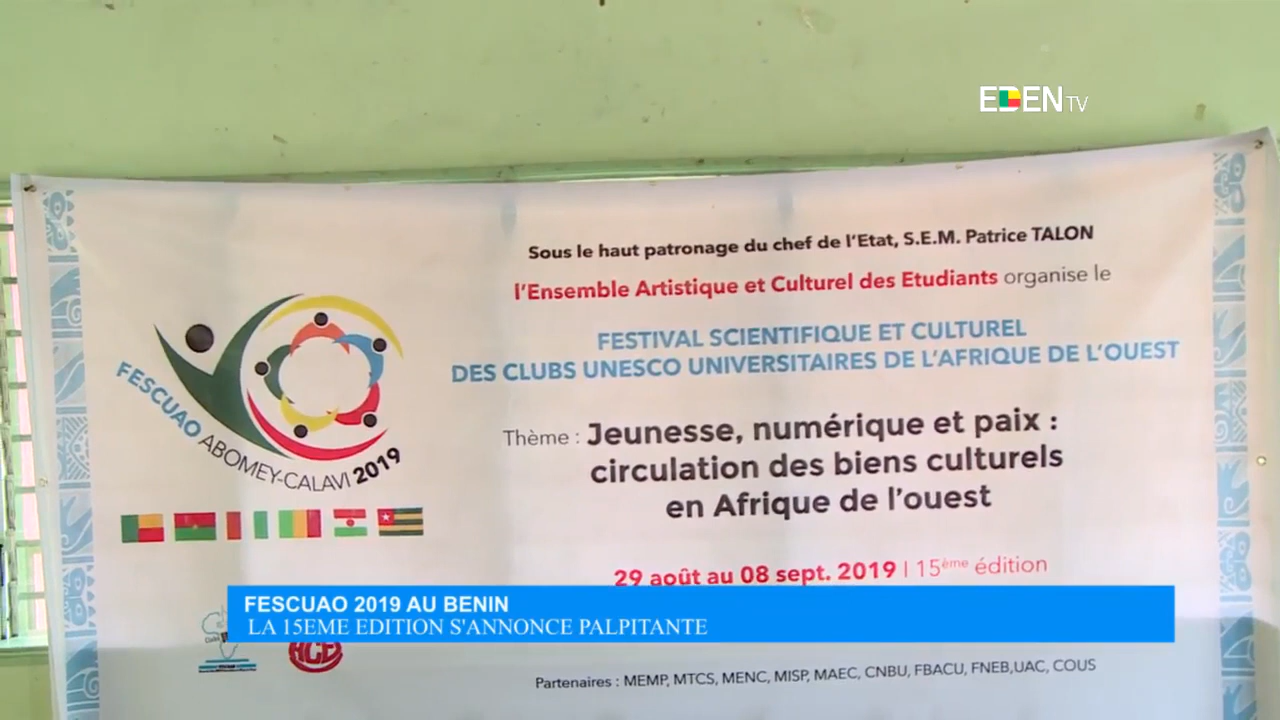 EDEN TV
Sous le haut patronage du chef de l'Etat, S.E.M. Patrice TALON
l'Ensemble Artistique et Culturel des Etudiants organise le
FESTIVAL SCIENTIFIQUE ET CULTUREL
DES CLUBS UNESCO UNIVERSITAIRES DE L'AFRIQUE DE L'OUEST
Thème : Jeunesse, numérique et paix :
circulation des biens culturels
en Afrique de l'ouest
FESCUAO ABOMEY-CALAVI 2019
29 août au 08 sept. 2019 | 15ème édition
FESCUAO 2019 AU BENIN
LA 15EME EDITION S'ANNONCE PALPITANTE
Partenaires : MEMP, MTCS, MENC, MISP, MAEC, CNBU, FBACU, FNEB,UAC, COUS